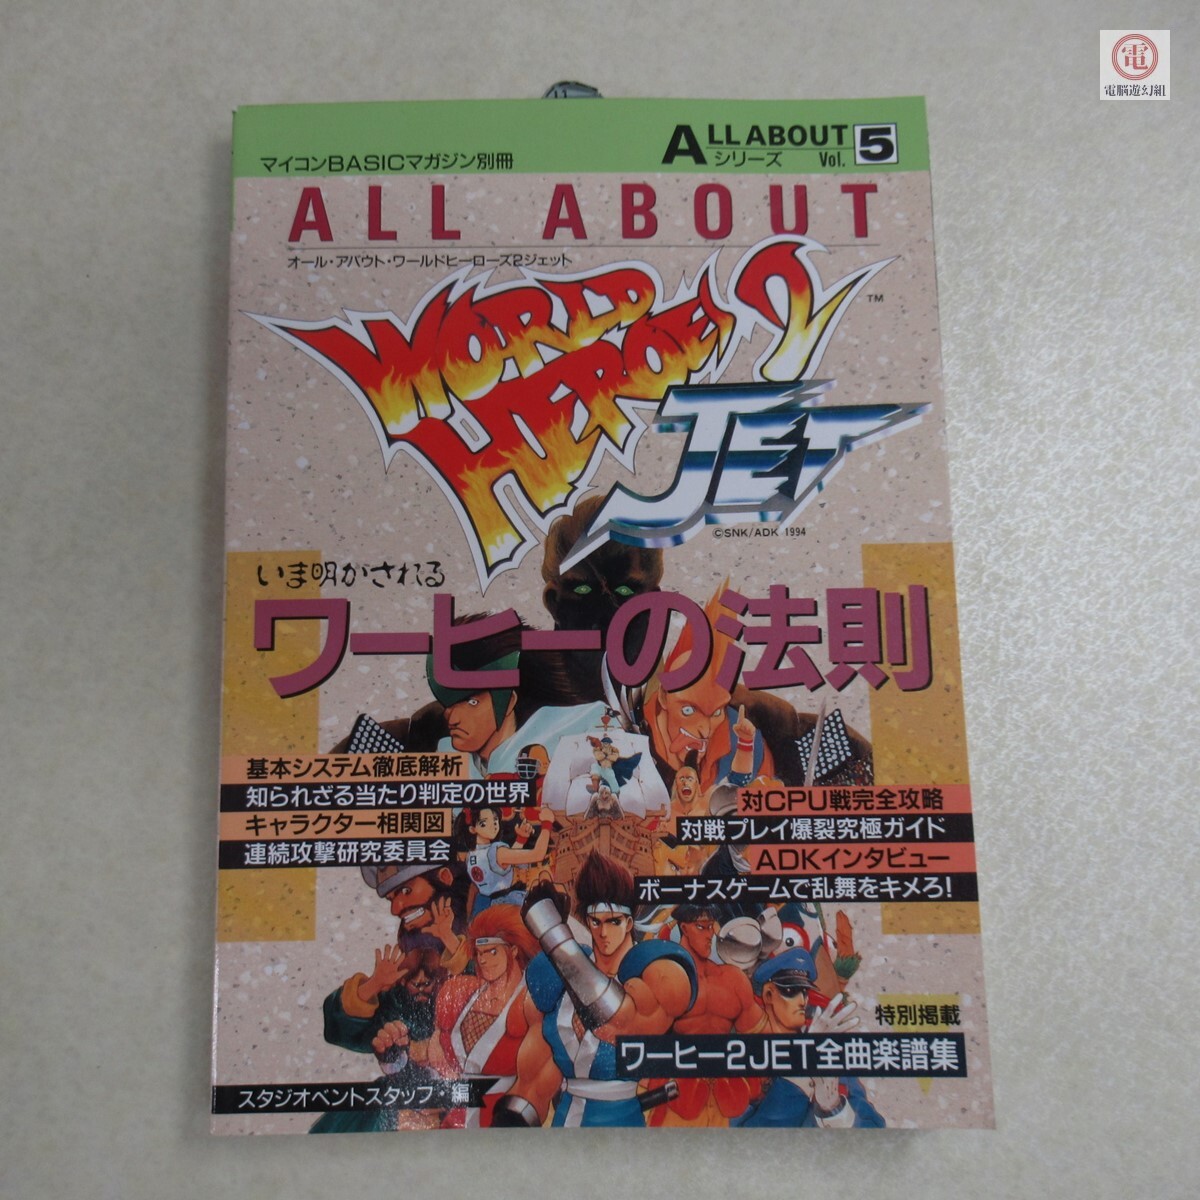 電
電脳遊幻組
マイコンBASICマガジン別冊
ALL ABOUT
シリーズ Vol. 5
ALL ABOUT
オール・アバウト・ワールドヒーローズ2ジェット
WORLD
HEROES 2
TM
JET
©SNK/ADK 1994
いま明かされる
ワーヒーの法則
基本システム徹底解析
知られざる当たり判定の世界
キャラクター相関図
連続攻撃研究委員会
対CPU戦完全攻略
対戦プレイ爆裂究極ガイド
ADKインタビュー
ボーナスゲームで乱舞をキメろ!
特別掲載
ワーヒー2JET全曲楽譜集
スタジオベントスタッフ・編